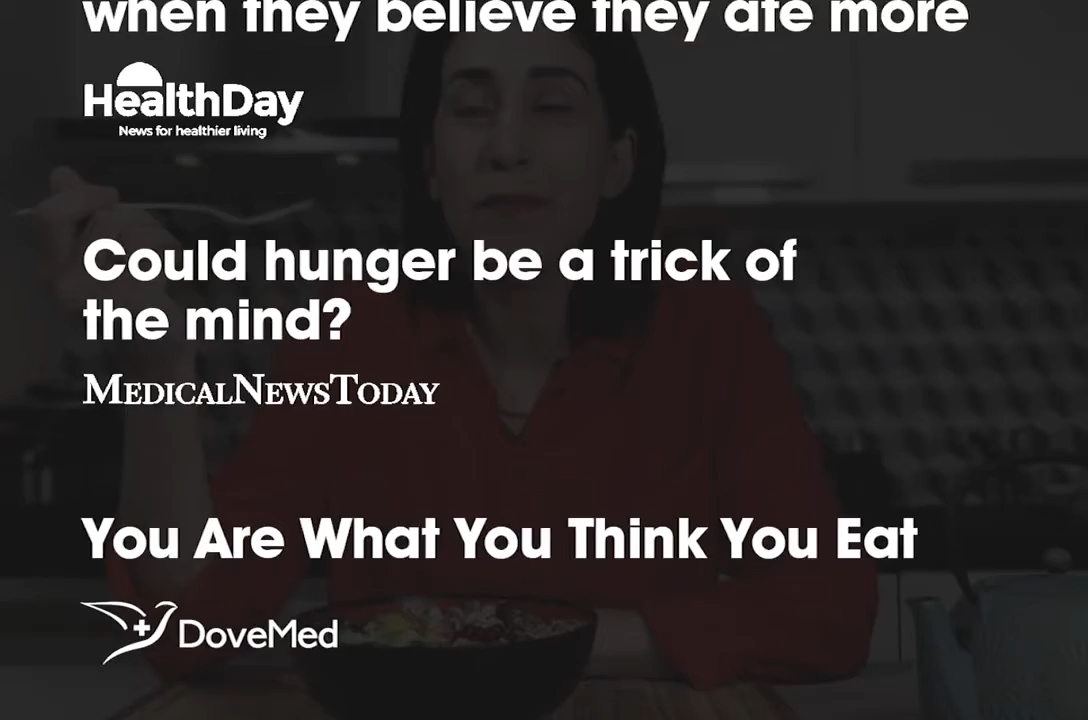 when they believe they ate more
HealthDay
News for healthier living
Could hunger be a trick of
the mind?
MEDICALNEWSTODAY
You Are What You Think You Eat
DoveMed